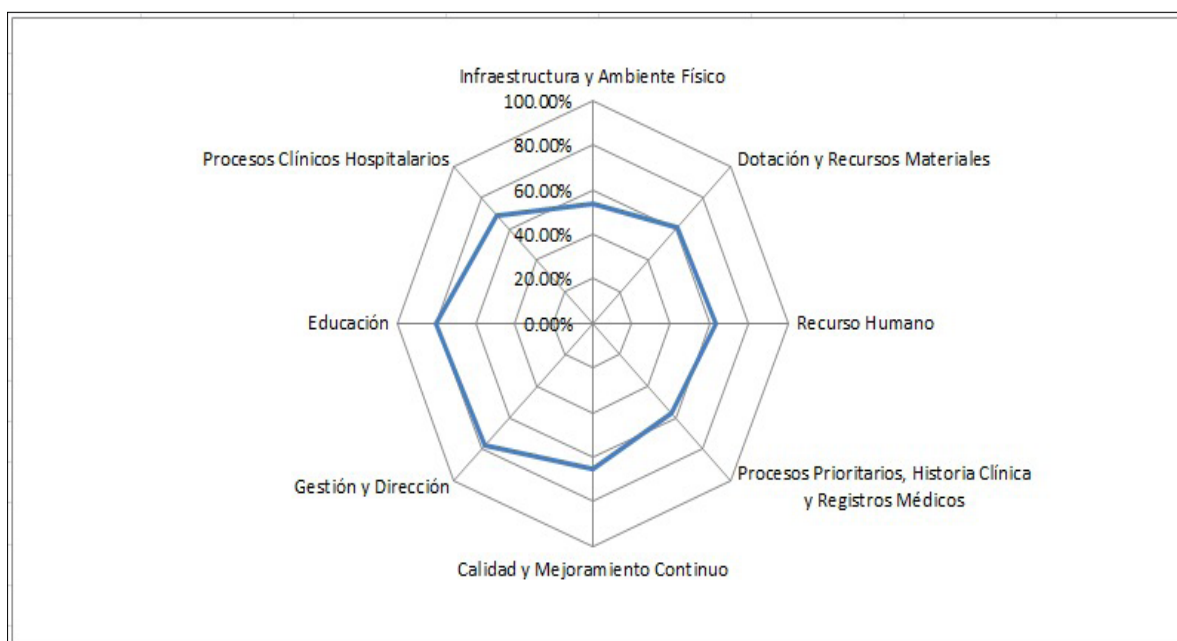 Infraestructura y Ambiente Físico
100.00%
80.00%
60.00%
40.00%
20.00%
0.00%
Dotación y Recursos Materiales
Recurso Humano
Procesos Prioritarios, Historia Clínica
y Registros Médicos
Calidad y Mejoramiento Continuo
Gestión y Dirección
Educación
Procesos Clínicos Hospitalarios